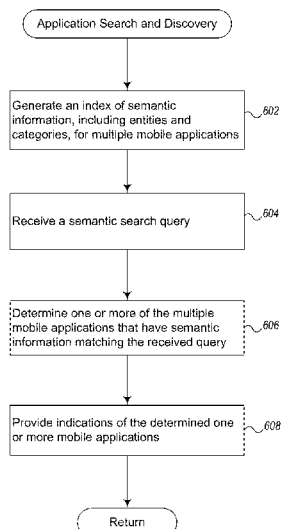 Application Search and Discovery
Generate an index of semantic
information, including entities and
categories, for multiple mobile applications
602
Receive a semantic search query
604
Determine one or more of the multiple
mobile applications that have semantic
information matching the received query
606
Provide indications of the determined one
or more mobile applications
608
Return